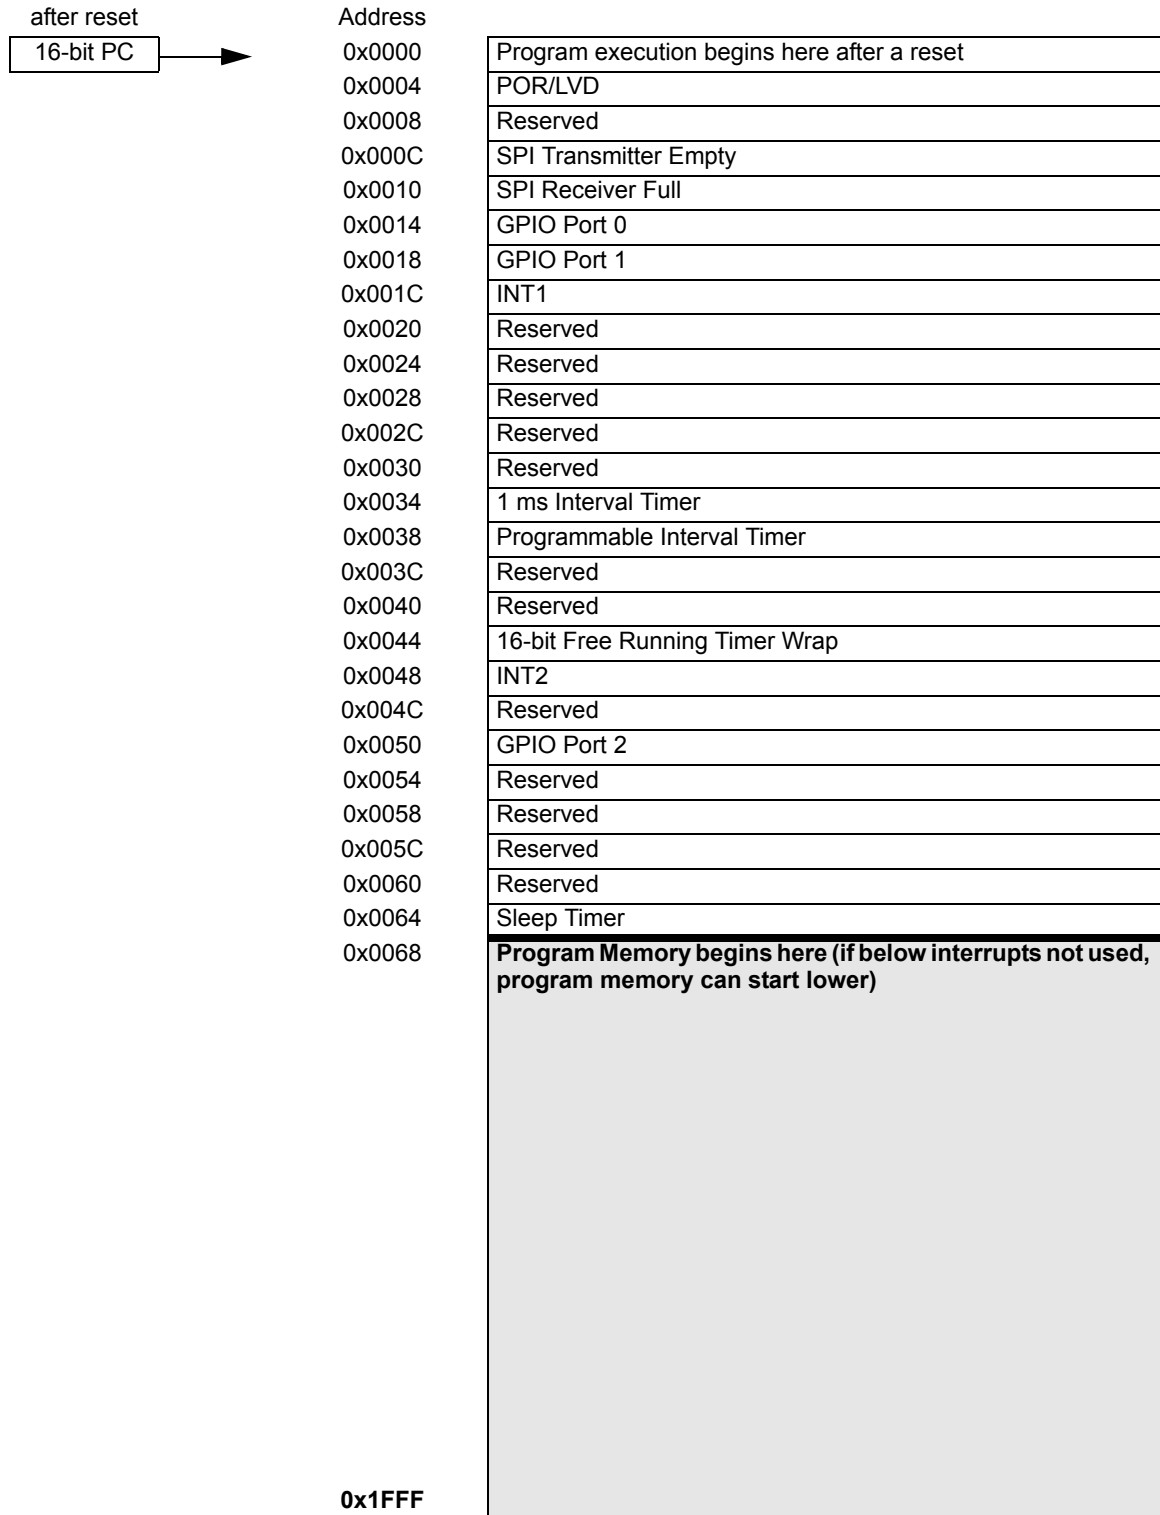 after reset Address
16-bit PC 0x0000 Program execution begins here after a reset
0x0004 POR/LVD
0x0008 Reserved
0x000C SPI Transmitter Empty
0x0010 SPI Receiver Full
0x0014 GPIO Port 0
0x0018 GPIO Port 1
0x001C INT1
0x0020 Reserved
0x0024 Reserved
0x0028 Reserved
0x002C Reserved
0x0030 Reserved
0x0034 1 ms Interval Timer
0x0038 Programmable Interval Timer
0x003C Reserved
0x0040 Reserved
0x0044 16-bit Free Running Timer Wrap
0x0048 INT2
0x004C Reserved
0x0050 GPIO Port 2
0x0054 Reserved
0x0058 Reserved
0x005C Reserved
0x0060 Reserved
0x0064 Sleep Timer
0x0068 Program Memory begins here (if below interrupts not used,
program memory can start lower)
0x1FFF